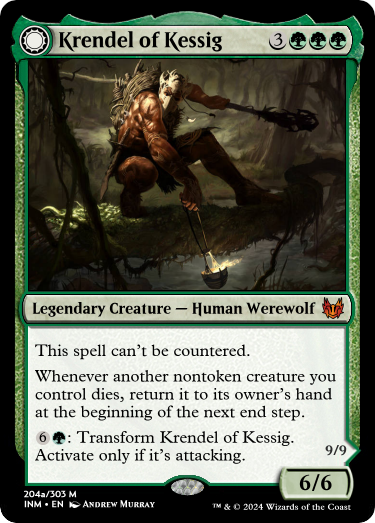 Krendel of Kessig 3
Legendary Creature — Human Werewolf
This spell can't be countered.
Whenever another nontoken creature you
control dies, return it to its owner's hand
at the beginning of the next end step.
6: Transform Krendel of Kessig.
Activate only if it's attacking.
9/9
6/6
204a/303 M
INM • EN Andrew Murray
™ & © 2024 Wizards of the Coast